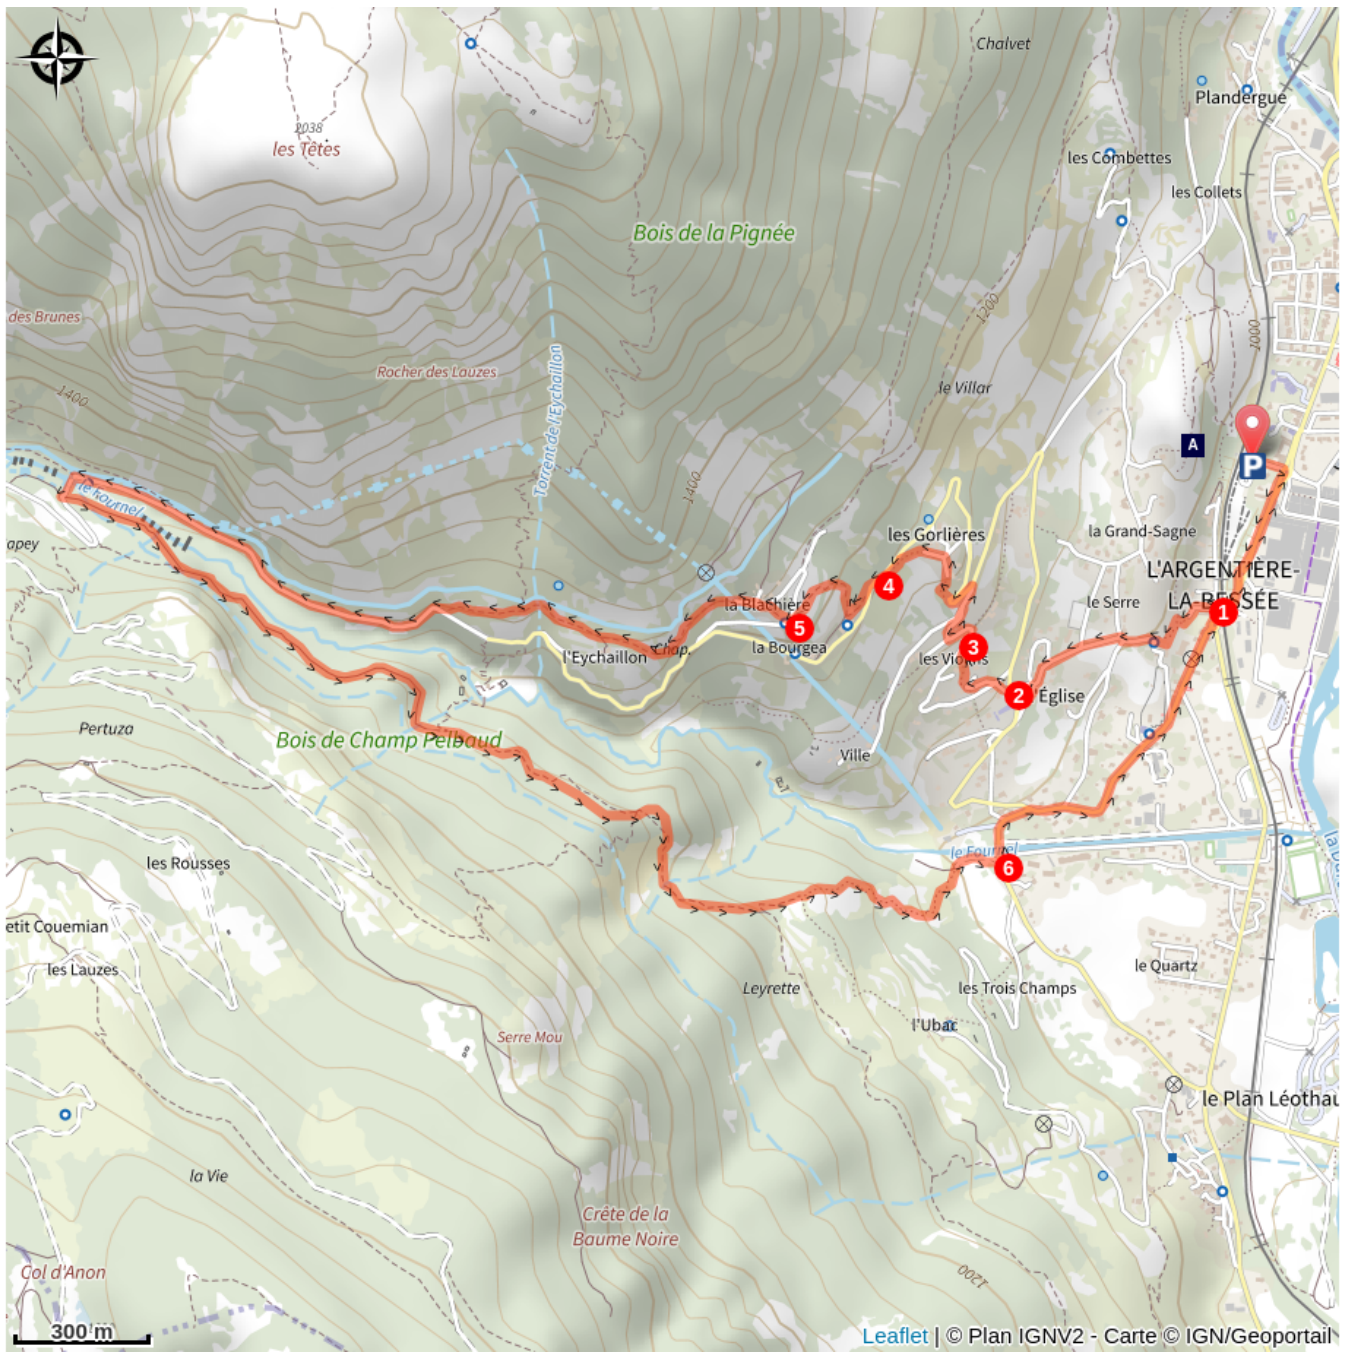 Chalvet
Plandergue
2038
les Têtes
les Combettes
les Collets
Bois de la Pignée
1200
des Brunes
1000
Rocher des Lauzes
1400
le Villar
Torrent de l'Eychaillon
A
P
1400
le Fournel
apey
les Gorlières
la Grand-Sagne
L'ARGENTIÈRE-
LA-BESSÉE
4
le Serre
1
la Blachière
5
la Bourgea
3
les Vio
l'Eychaillon
Chap.
2
Église
Pertuza
Bois de Champ Pelbaud
Ville
les Rousses
le Fournel
6
etit Couemian
les Lauzes
le Quartz
Leyrette
les Trois Champs
l'Ubac
Serre Mou
le Plan Léothau
la Vie
Crête de la
Baume Noire
Col d'Anon
1200
300 m
Leaflet | © Plan IGNV2 - Carte © IGN/Geoportail